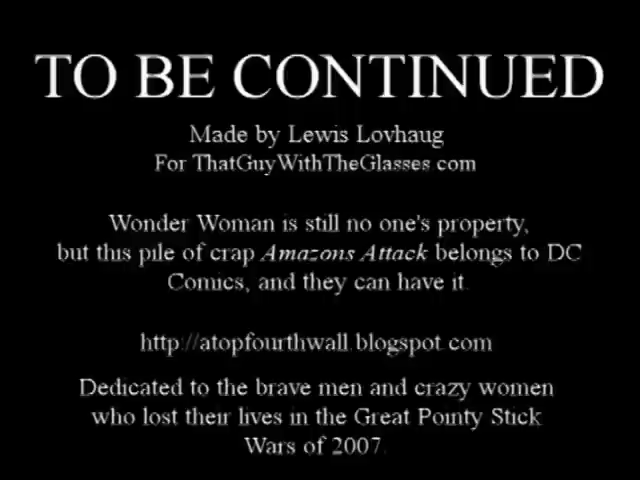 TO BE CONTINUED
Made by Lewis Lovhaug
For ThatGuyWithTheGlasses.com
Wonder Woman is still no one's property,
but this pile of crap Amazons Attack belongs to DC
Comics, and they can have it.
http://atopfourthwall.blogspot.com
Dedicated to the brave men and crazy women
who lost their lives in the Great Pointy Stick
Wars of 2007.